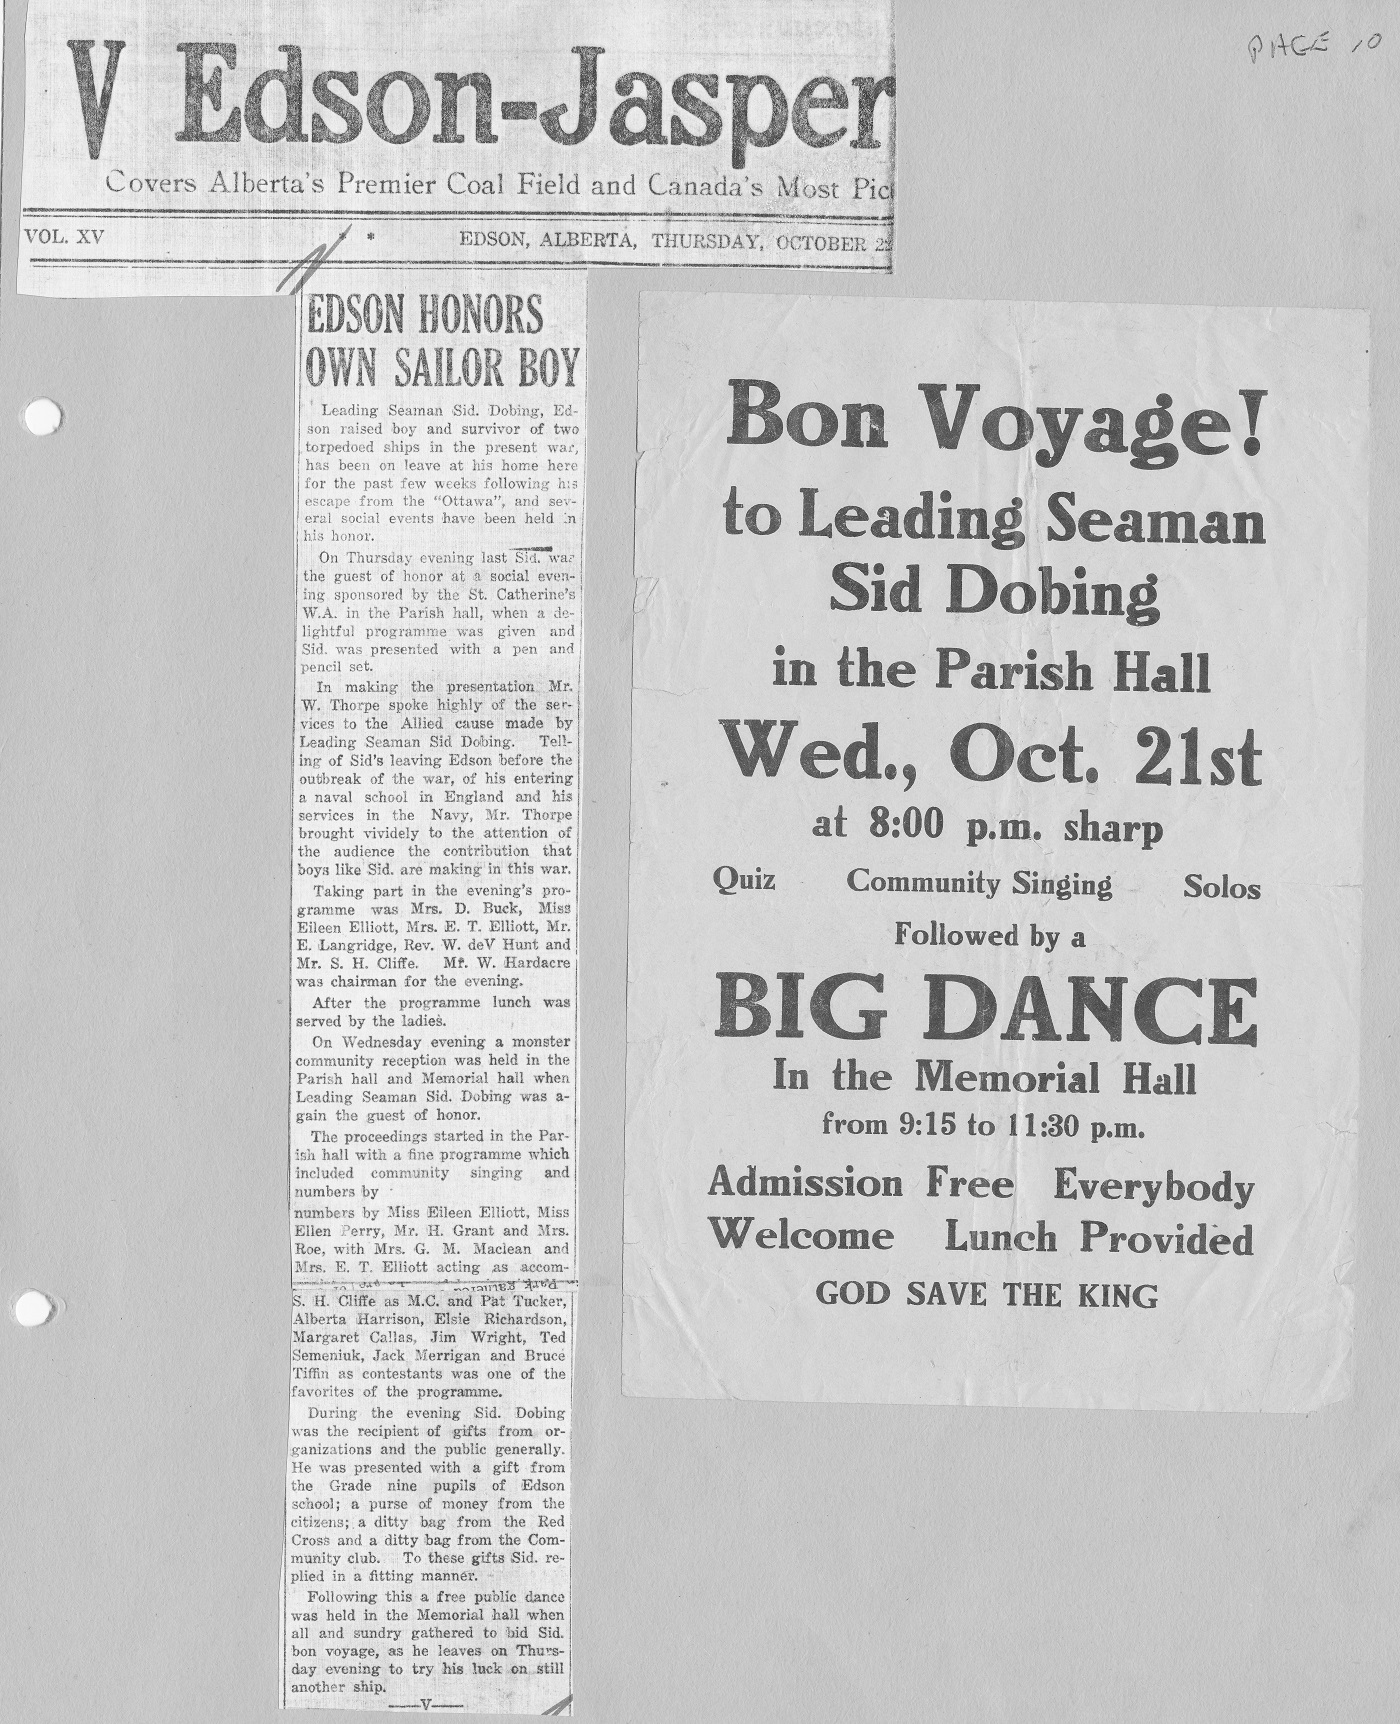 PAGE 10
V Edson-Jasper
Covers Alberta's Premier Coal Field and Canada's Most Pic
VOL. XV * * EDSON, ALBERTA, THURSDAY, OCTOBER 22
EDSON HONORS
OWN SAILOR BOY
Leading Seaman Sid. Dobing, Ed-
son raised boy and survivor of two
torpedoed ships in the present war,
has been on leave at his home here
for the past few weeks following his
escape from the "Ottawa", and sev-
eral social events have been held in
his honor.
On Thursday evening last Sid. was
the guest of honor at a social even-
ing sponsored by the St. Catherine's
W.A. in the Parish hall, when a de-
lightful programme was given and
Sid. was presented with a pen and
pencil set.
In making the presentation Mr.
W. Thorpe spoke highly of the ser-
vices to the Allied cause made by
Leading Seaman Sid Dobing. Tell-
ing of Sid's leaving Edson before the
outbreak of the war, of his entering
a naval school in England and his
services in the Navy, Mr. Thorpe
brought vividely to the attention of
the audience the contribution that
boys like Sid. are making in this war.
Taking part in the evening's pro-
gramme was Mrs. D. Buck, Miss
Eileen Elliott, Mrs. E. T. Elliott, Mr.
E. Langridge, Rev. W. deV Hunt and
Mr. S. H. Cliffe. Mr. W. Hardacre
was chairman for the evening.
After the programme lunch was
served by the ladies.
On Wednesday evening a monster
community reception was held in the
Parish hall and Memorial hall when
Leading Seaman Sid. Dobing was a-
gain the guest of honor.
The proceedings started in the Par-
ish hall with a fine programme which
included community singing and
numbers by
numbers by Miss Eileen Elliott, Miss
Ellen Perry, Mr. H. Grant and Mrs.
Roe, with Mrs. G. M. Maclean and
Mrs. E. T. Elliott acting as accom-
S. H. Cliffe as M.C. and Pat Tucker,
Alberta Harrison, Elsie Richardson,
Margaret Callas, Jim Wright, Ted
Semeniuk, Jack Merrigan and Bruce
Tiffin as contestants was one of the
favorites of the programme.
During the evening Sid. Dobing
was the recipient of gifts from or-
ganizations and the public generally.
He was presented with a gift from
the Grade nine pupils of Edson
school; a purse of money from the
citizens; a ditty bag from the Red
Cross and a ditty bag from the Com-
munity club. To these gifts Sid. re-
plied in a fitting manner.
Following this a free public dance
was held in the Memorial hall when
all and sundry gathered to bid Sid.
bon voyage, as he leaves on Thurs-
day evening to try his luck on still
another ship.
—V—
Bon Voyage!
to Leading Seaman
Sid Dobing
in the Parish Hall
Wed., Oct. 21st
at 8:00 p.m. sharp
Quiz Community Singing Solos
Followed by a
BIG DANCE
In the Memorial Hall
from 9:15 to 11:30 p.m.
Admission Free Everybody
Welcome Lunch Provided
GOD SAVE THE KING